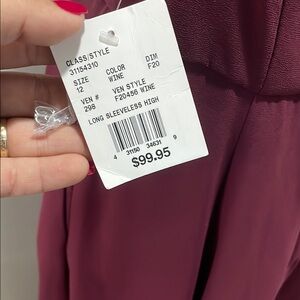 CLASS/STYLE
31154310 COLOR DIM
SIZE WINE F20
12
VEN # VEN STYLE
298 F20456 WINE
LONG SLEEVELESS HIGH
4 31150 34631 9
$99.95